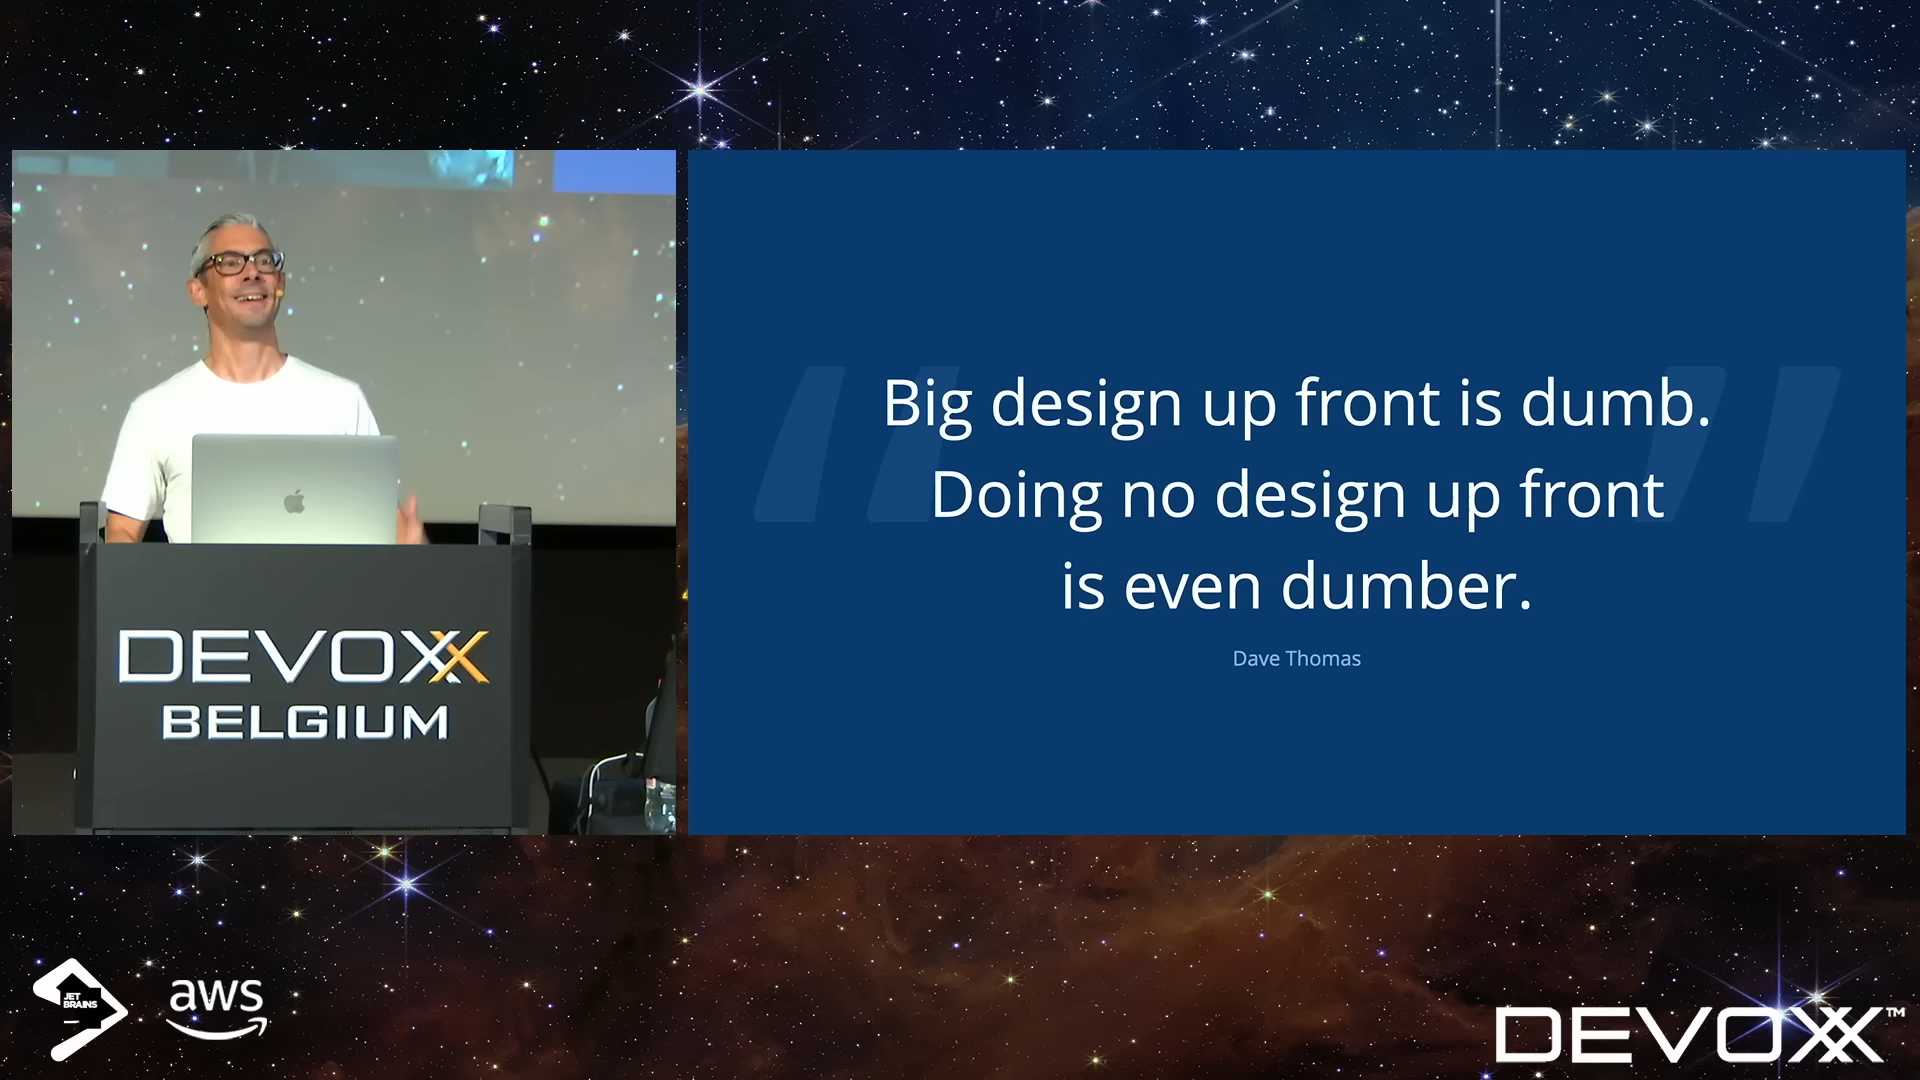 Big design up front is dumb.
Doing no design up front
is even dumber.
Dave Thomas
DEVOXX
BELGIUM
JET
BRAINS
aws
DEVOXX™